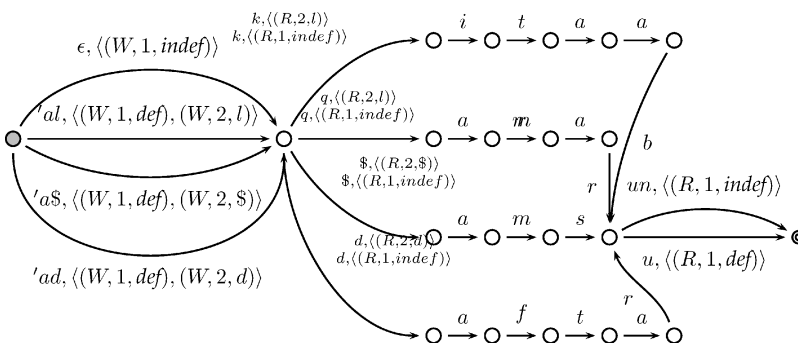 k,⟨(R,2,l)⟩
k,⟨(R,1,indef)⟩
i t a a
ϵ,⟨(W,1,indef)⟩
q,⟨(R,2,l)⟩
q,⟨(R,1,indef)⟩
′al,⟨(W,1,def),(W,2,l)⟩
a m a
b
$,⟨(R,2,$)⟩
$,⟨(R,1,indef)⟩
r
un,⟨(R,1,indef)⟩
′a$,⟨(W,1,def),(W,2,$)⟩
a m s
d,⟨(R,2,d)⟩
d,⟨(R,1,indef)⟩
u,⟨(R,1,def)⟩
′ad,⟨(W,1,def),(W,2,d)⟩
r
a f t a